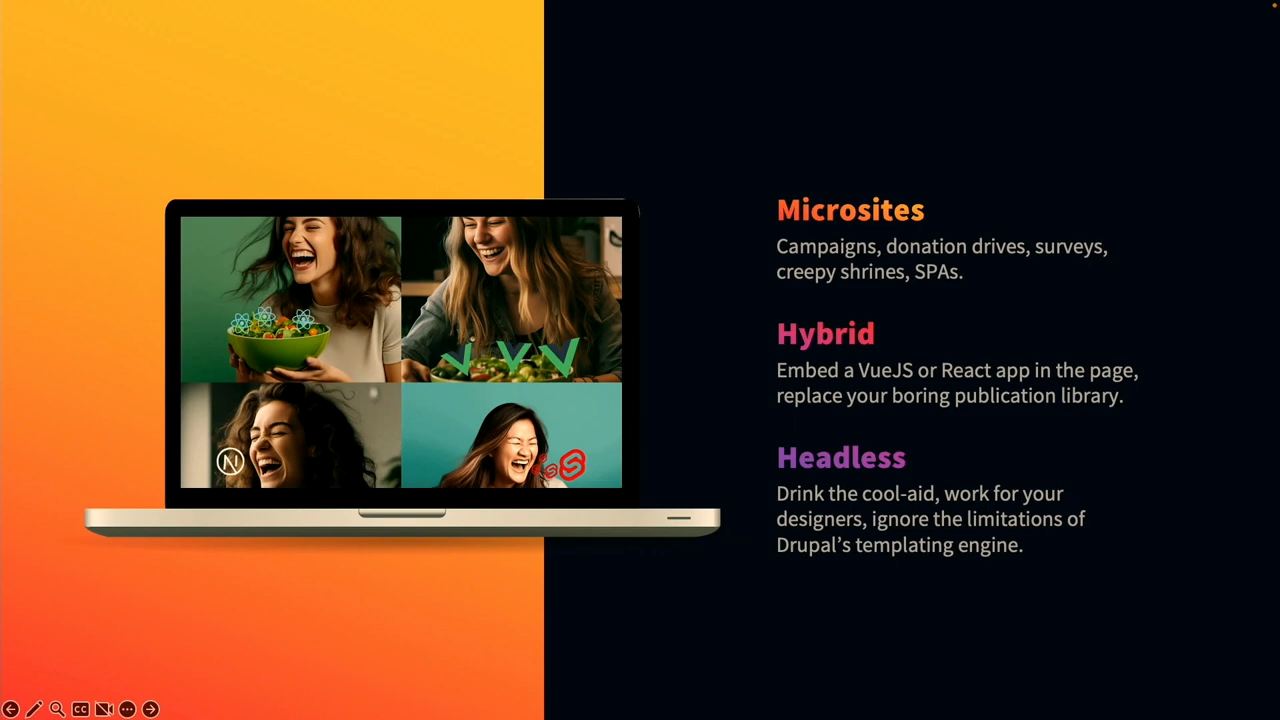 Microsites
Campaigns, donation drives, surveys,
creepy shrines, SPAs.
Hybrid
Embed a VueJS or React app in the page,
replace your boring publication library.
Headless
Drink the cool-aid, work for your
designers, ignore the limitations of
Drupal’s templating engine.
N
CC